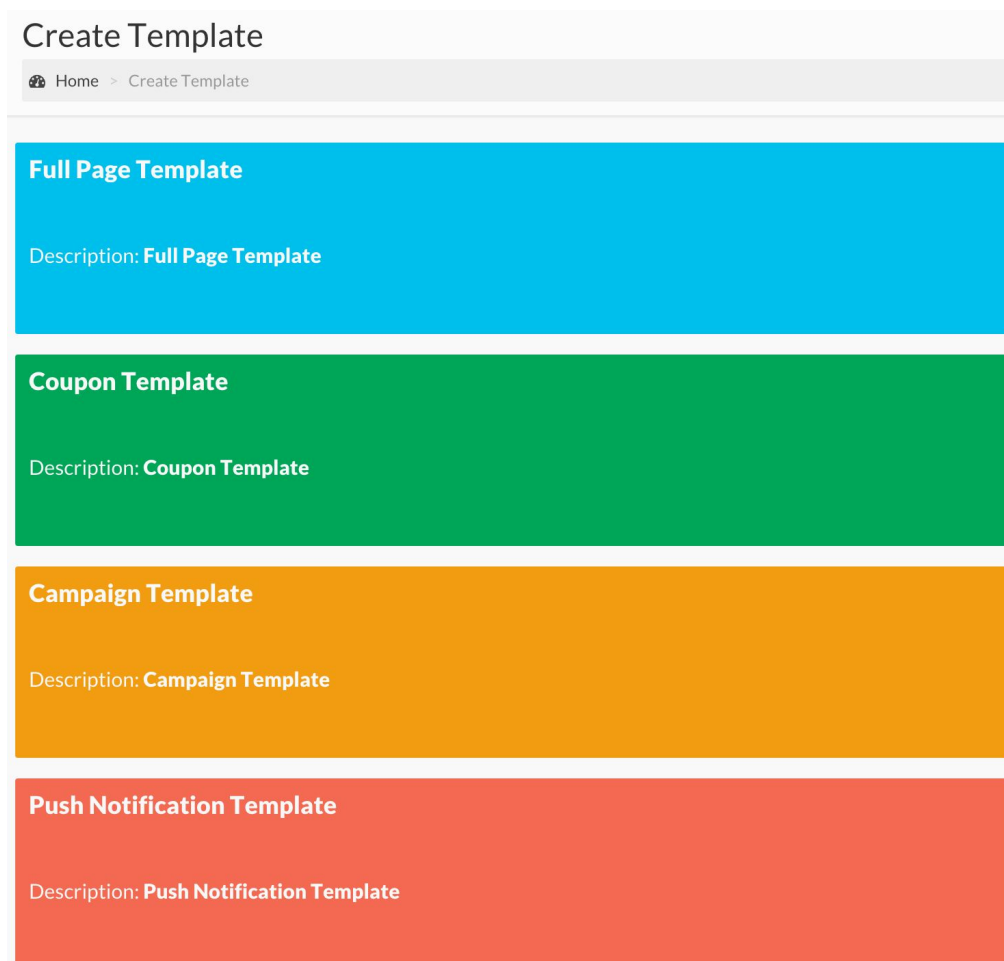 Create Template
Home > Create Template
Full Page Template
Description: Full Page Template
Coupon Template
Description: Coupon Template
Campaign Template
Description: Campaign Template
Push Notification Template
Description: Push Notification Template